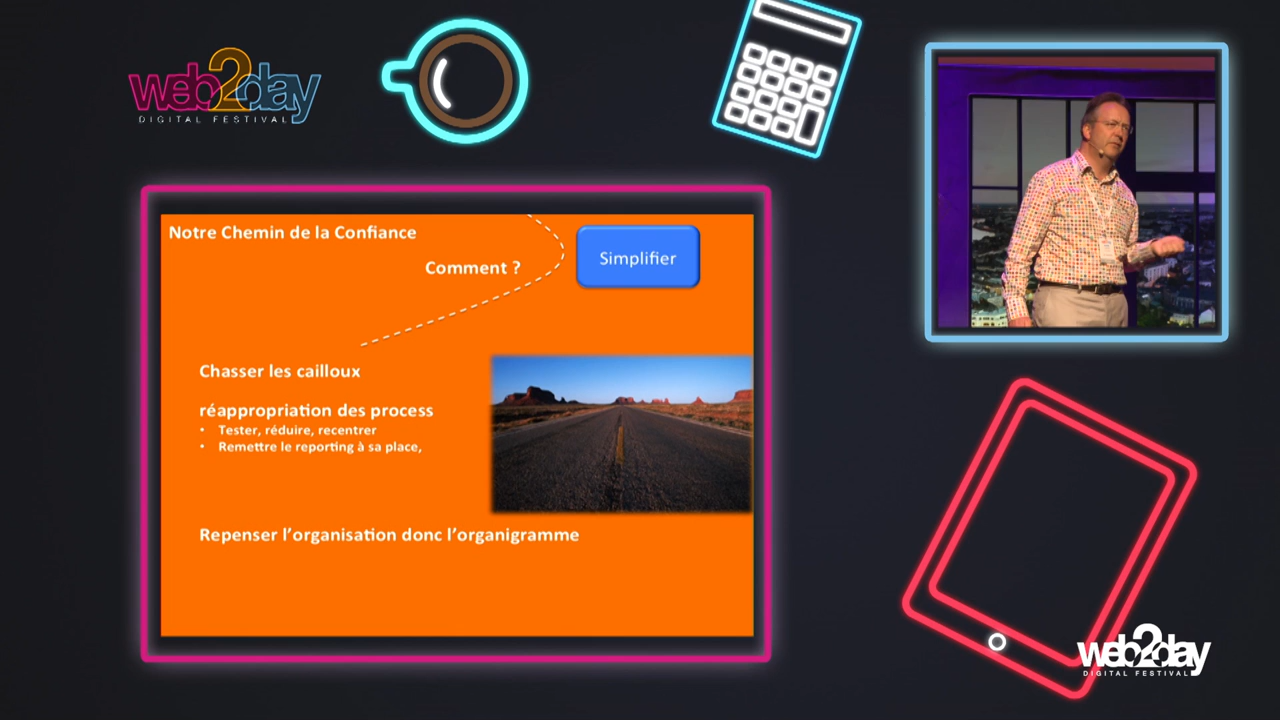 web2day
DIGITAL FESTIVAL
Notre Chemin de la Confiance
Comment ?
Simplifier
Chasser les cailloux
réappropriation des process
• Tester, réduire, recentrer
• Remettre le reporting à sa place,
Repenser l’organisation donc l’organigramme
web2day
DIGITAL FESTIVAL